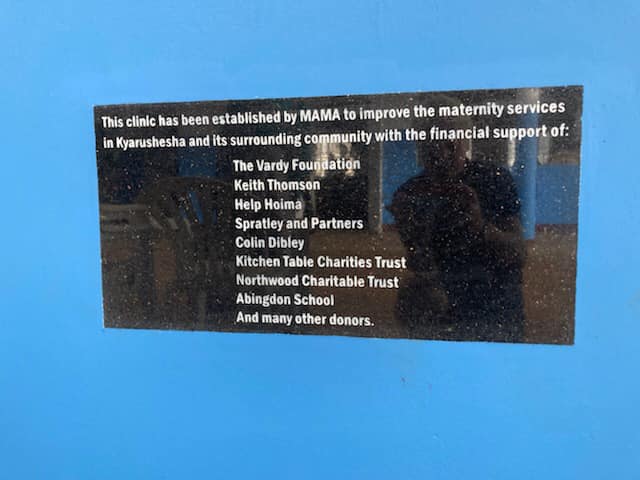 This clinic has been established by MAMA to improve the maternity services
in Kyarushesha and its surrounding community with the financial support of:
The Vardy Foundation
Keith Thomson
Help Hoima
Spratley and Partners
Colin Dibley
Kitchen Table Charities Trust
Northwood Charitable Trust
Abingdon School
And many other donors.